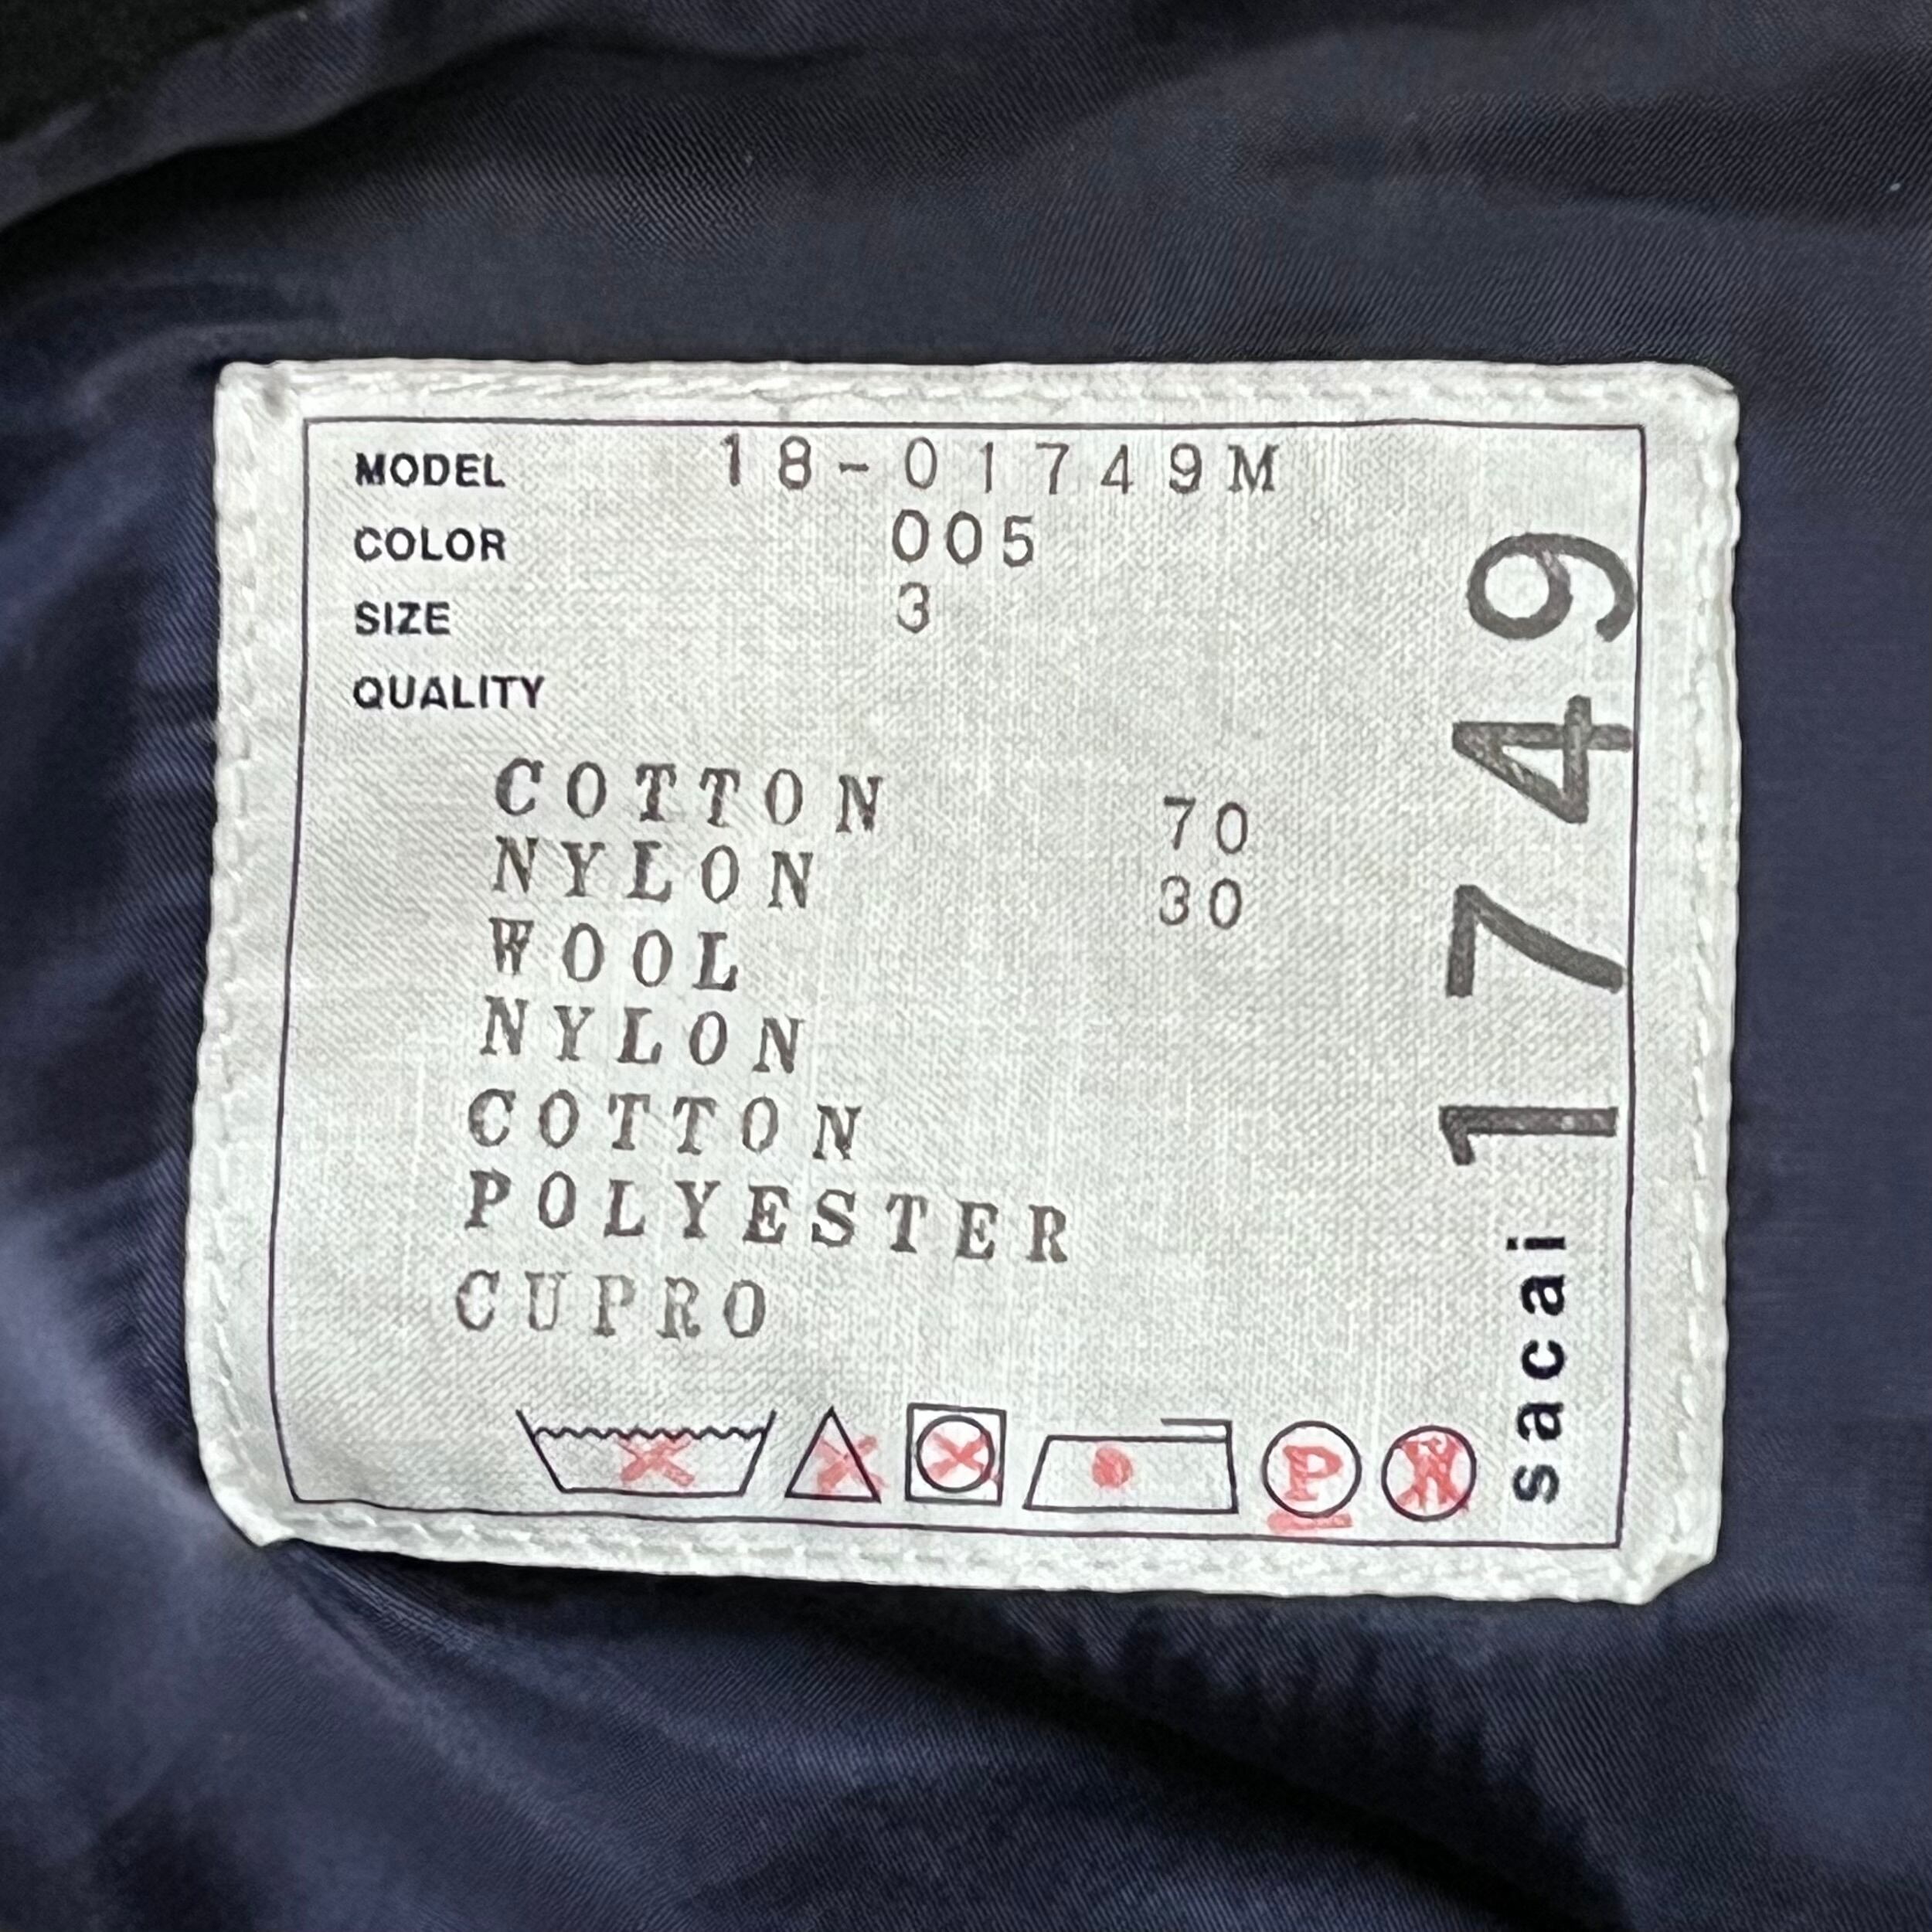 MODEL 18-01749M
COLOR 005
SIZE 3
QUALITY
COTTON 70
NYLON 30
WOOL
NYLON
COTTON
POLYESTER
CUPRO
P W
sacai 1749